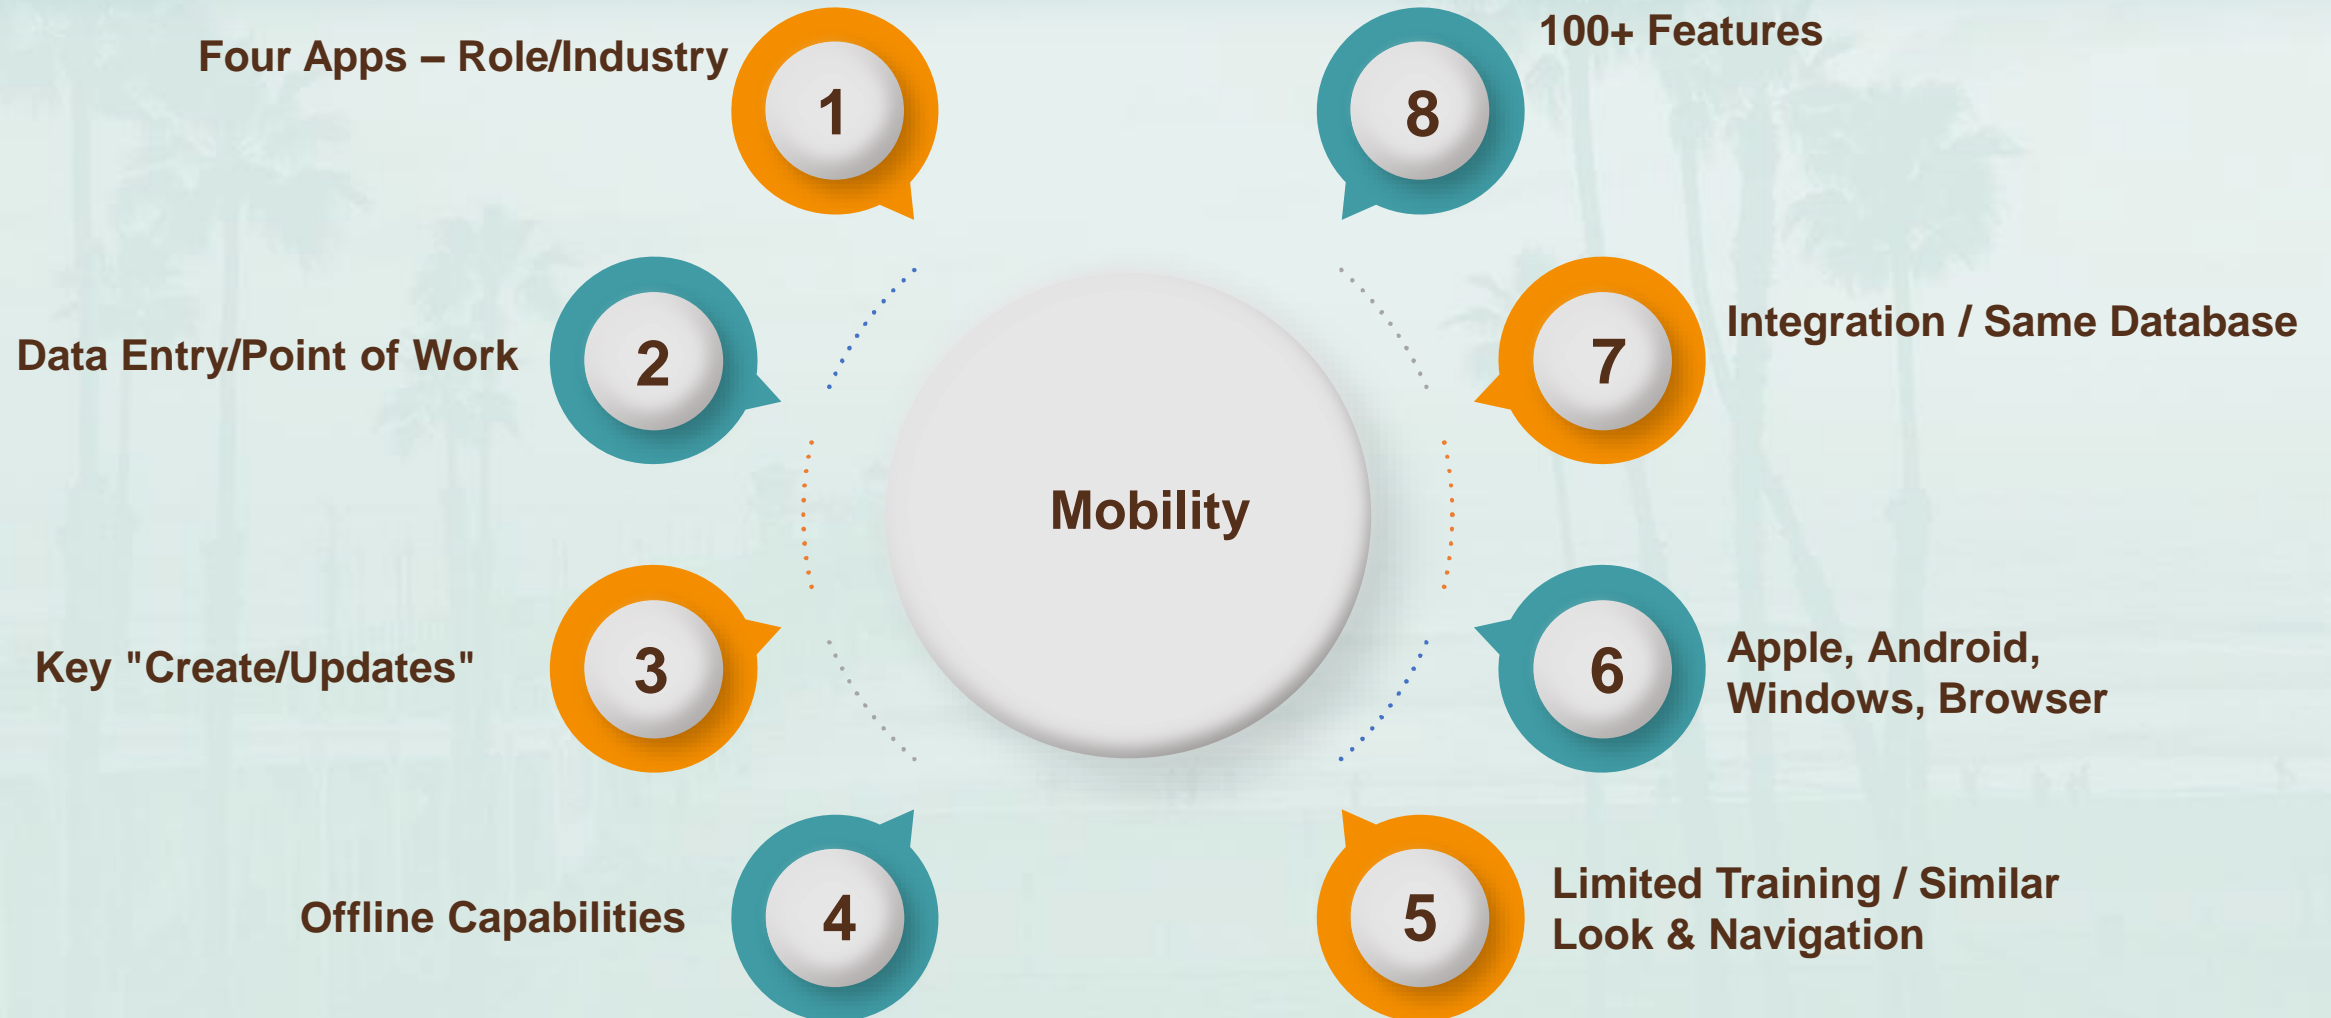 Four Apps – Role/Industry
1
Data Entry/Point of Work
2
Key "Create/Updates"
3
Offline Capabilities
4
Mobility
100+ Features
8
Integration / Same Database
7
Apple, Android,
Windows, Browser
6
Limited Training / Similar
Look & Navigation
5